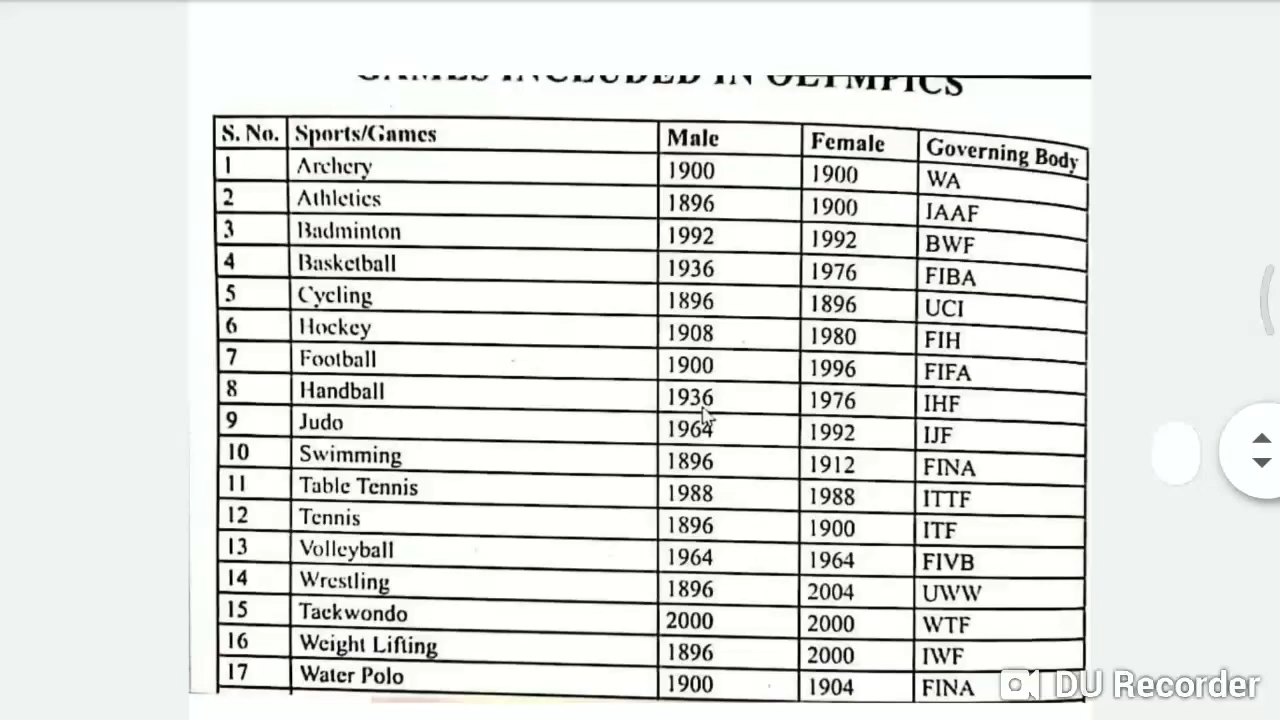 GAMES INCLUDED IN OLYMPICS
S. No. Sports/Games Male Female Governing Body
1 Archery 1900 1900 WA
2 Athletics 1896 1900 IAAF
3 Badminton 1992 1992 BWF
4 Basketball 1936 1976 FIBA
5 Cycling 1896 1896 UCI
6 Hockey 1908 1980 FIH
7 Football 1900 1996 FIFA
8 Handball 1936 1976 IHF
9 Judo 1964 1992 IJF
10 Swimming 1896 1912 FINA
11 Table Tennis 1988 1988 ITTF
12 Tennis 1896 1900 ITF
13 Volleyball 1964 1964 FIVB
14 Wrestling 1896 2004 UWW
15 Taekwondo 2000 2000 WTF
16 Weight Lifting 1896 2000 IWF
17 Water Polo 1900 1904 FINA
DU Recorder